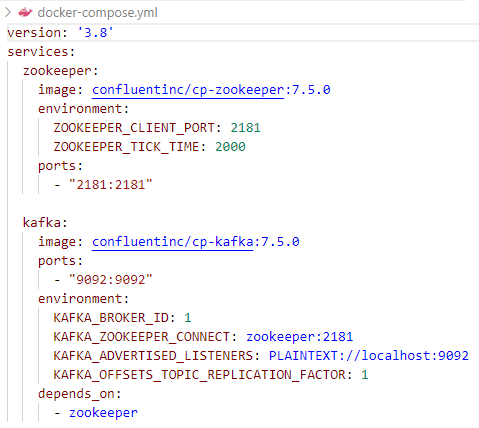 docker-compose.yml
version: '3.8'
services:
  zookeeper:
    image: confluentinc/cp-zookeeper:7.5.0
    environment:
      ZOOKEEPER_CLIENT_PORT: 2181
      ZOOKEEPER_TICK_TIME: 2000
    ports:
      - "2181:2181"

  kafka:
    image: confluentinc/cp-kafka:7.5.0
    ports:
      - "9092:9092"
    environment:
      KAFKA_BROKER_ID: 1
      KAFKA_ZOOKEEPER_CONNECT: zookeeper:2181
      KAFKA_ADVERTISED_LISTENERS: PLAINTEXT://localhost:9092
      KAFKA_OFFSETS_TOPIC_REPLICATION_FACTOR: 1
    depends_on:
      - zookeeper